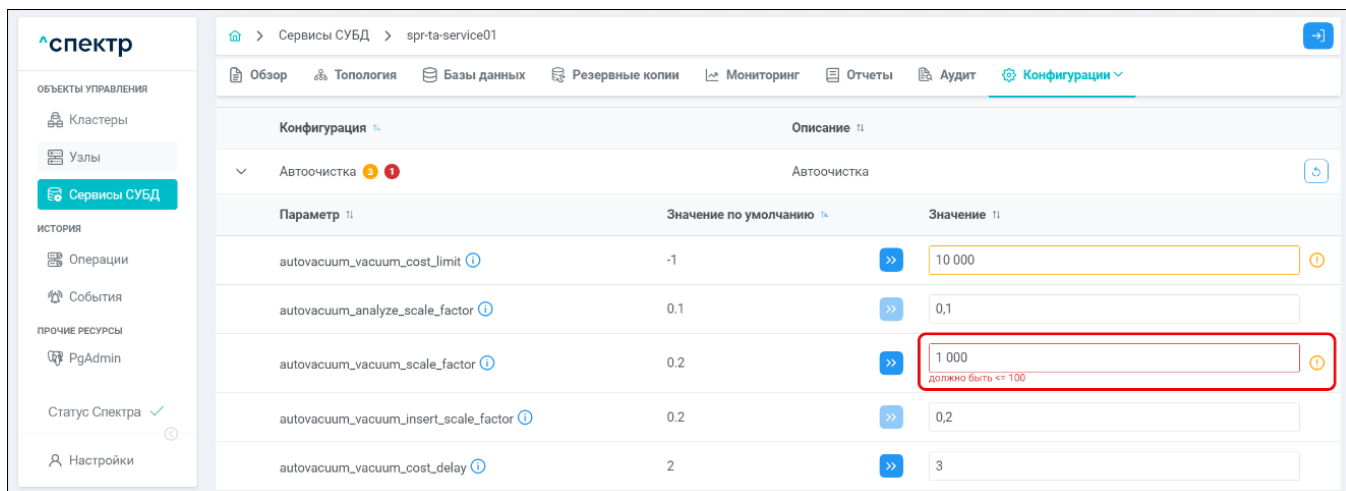 ^спектр
ОБЪЕКТЫ УПРАВЛЕНИЯ
Кластеры
Узлы
Сервисы СУБД
ИСТОРИЯ
Операции
События
ПРОЧИЕ РЕСУРСЫ
PgAdmin
Статус Спектра
Настройки
> Сервисы СУБД > spr-ta-service01
Обзор Топология Базы данных Резервные копии Мониторинг Отчеты Аудит Конфигурации
Конфигурация Описание
Автоочистка 3 1 Автоочистка
Параметр Значение по умолчанию Значение
autovacuum_vacuum_cost_limit -1 10 000
autovacuum_analyze_scale_factor 0.1 0,1
autovacuum_vacuum_scale_factor 0.2 1 000
должно быть <= 100
autovacuum_vacuum_insert_scale_factor 0.2 0,2
autovacuum_vacuum_cost_delay 2 3